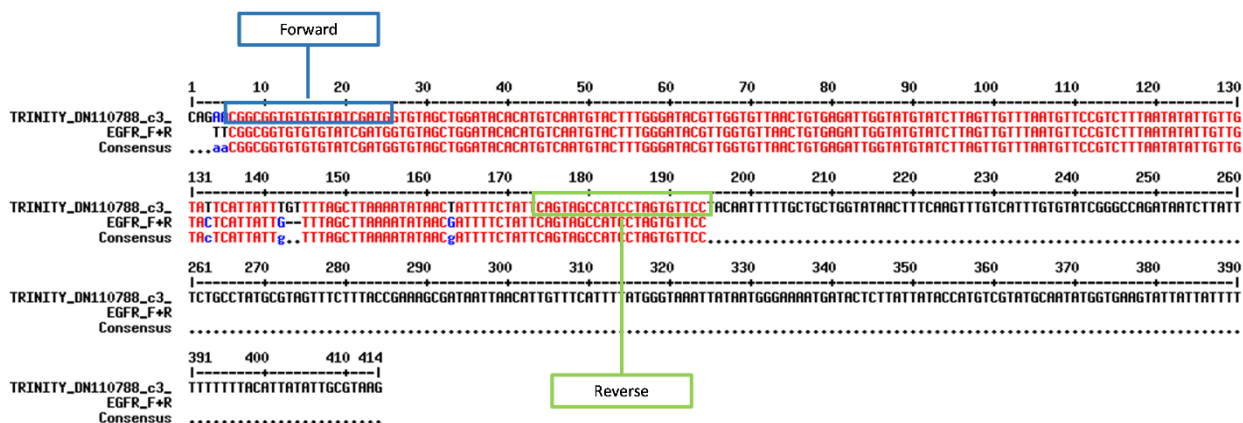 Forward
1 10 20 30 40 50 60 70 80 90 100 110 120 130
|--------+---------+---------+---------+---------+---------+---------+---------+---------+---------+---------+---------+---------|
TRINITY_DN110788_c3_ CAGAACGGCGGTGTGTGTATCGATGGTGTAGCTGGATACACATGTCAATGTACTTTGGGATACGTTGGTGTTAACTGTGAGATTGGTATGTATCTTAGTTGTTTAATGTTCCGTCTTTAATATATTGTTG
EGFR_F+R TTCGGCGGTGTGTGTATCGATGGTGTAGCTGGATACACATGTCAATGTACTTTGGGATACGTTGGTGTTAACTGTGAGATTGGTATGTATCTTAGTTGTTTAATGTTCCGTCTTTAATATATTGTTG
Consensus ...aaCGGCGGTGTGTGTATCGATGGTGTAGCTGGATACACATGTCAATGTACTTTGGGATACGTTGGTGTTAACTGTGAGATTGGTATGTATCTTAGTTGTTTAATGTTCCGTCTTTAATATATTGTTG
131 140 150 160 170 180 190 200 210 220 230 240 250 260
|--------+---------+---------+---------+---------+---------+---------+---------+---------+---------+---------+---------+---------|
TRINITY_DN110788_c3_ TATTCATTATTTGTTTTAGCTTAAAATATAACTATTTTCTATTCAGTAGCCATCCTAGTGTTCCTACAATTTTTGCTGCTGGTATAACTTTCAAGTTTGTCATTTGTGTATCGGGCCAGATAATCTTATT
EGFR_F+R TACTCATTATTG--TTTAGCTTAAAATATAACGATTTTCTATTCAGTAGCCATCCTAGTGTTCC
Consensus TAcTCATTATTg..TTTAGCTTAAAATATAACgATTTTCTATTCAGTAGCCATCCTAGTGTTCC..................................................................
261 270 280 290 300 310 320 330 340 350 360 370 380 390
|--------+---------+---------+---------+---------+---------+---------+---------+---------+---------+---------+---------+---------|
TRINITY_DN110788_c3_ TCTGCCTATGCGTAGTTTCTTTACCGAAAGCGATAATTAACATTGTTTCATTTTATGGGTAAATTATAATGGGAAAATGATACTCTTATTATACCATGTCGTATGCAATATGGTGAAGTATTATTATTTT
EGFR_F+R
Consensus ..................................................................................................................................
391 400 410 414
|--------+---------+---|
TRINITY_DN110788_c3_ TTTTTTTACATTATATTGCGTAAG
EGFR_F+R
Consensus ........................
Reverse